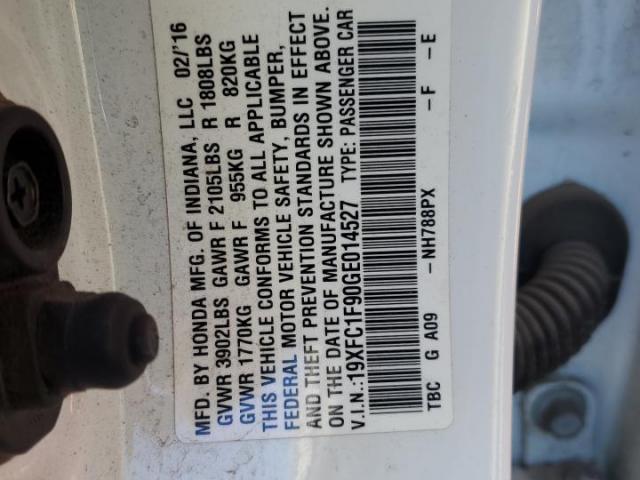 MFD. BY HONDA MFG. OF INDIANA, LLC 02/'16
GVWR 3902LBS GAWR F 2105LBS R 1808LBS
GVWR 1770KG GAWR F 955KG R 820KG
THIS VEHICLE CONFORMS TO ALL APPLICABLE
FEDERAL MOTOR VEHICLE SAFETY, BUMPER,
AND THEFT PREVENTION STANDARDS IN EFFECT
ON THE DATE OF MANUFACTURE SHOWN ABOVE.
V.I.N.:19XFC1F90GE014527 TYPE: PASSENGER CAR
TBC G A09 –NH788PX –F –E